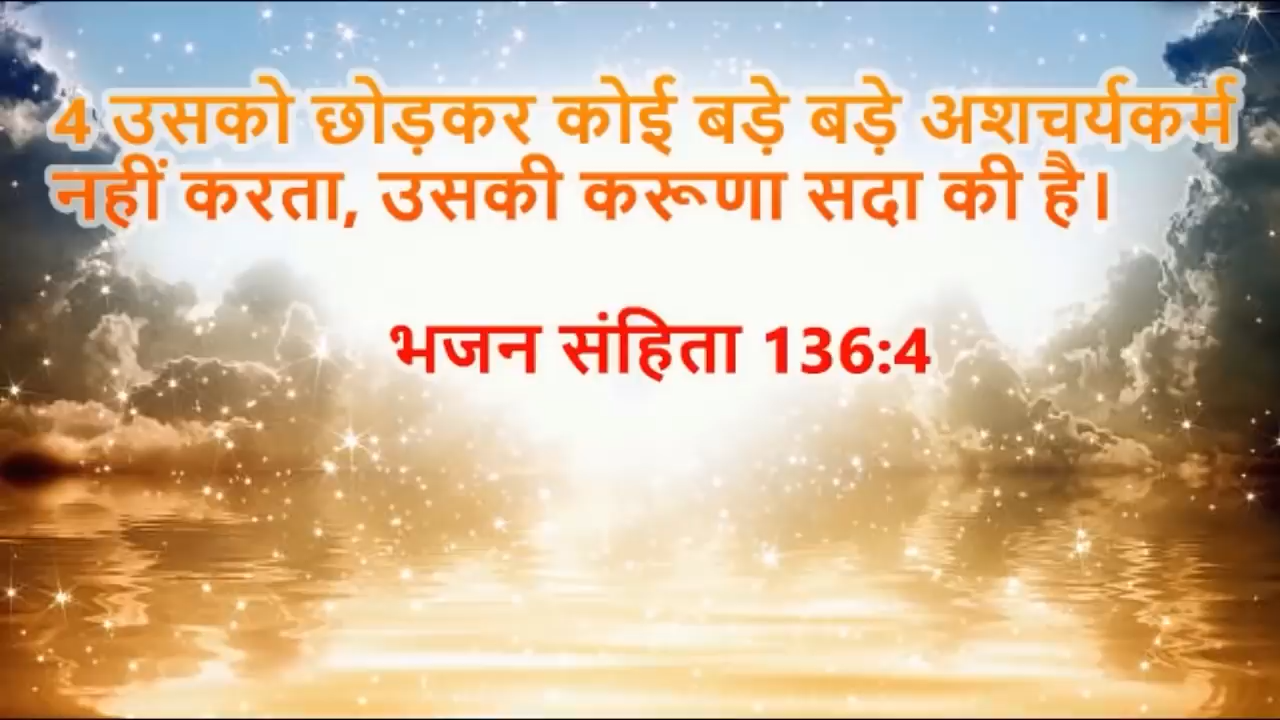 4 उसको छोड़कर कोई बड़े बड़े अशचर्यकर्म
नहीं करता, उसकी करूणा सदा की है।
भजन संहिता 136:4